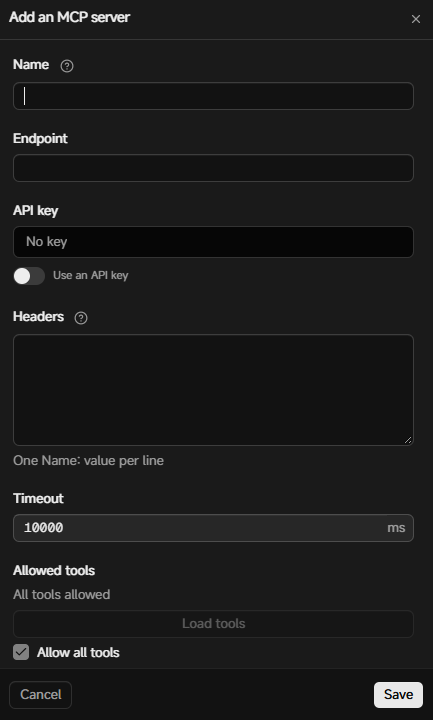 Add an MCP server
Name
Endpoint
API key
No key
Use an API key
Headers
One Name: value per line
Timeout
10000 ms
Allowed tools
All tools allowed
Load tools
Allow all tools
Cancel Save